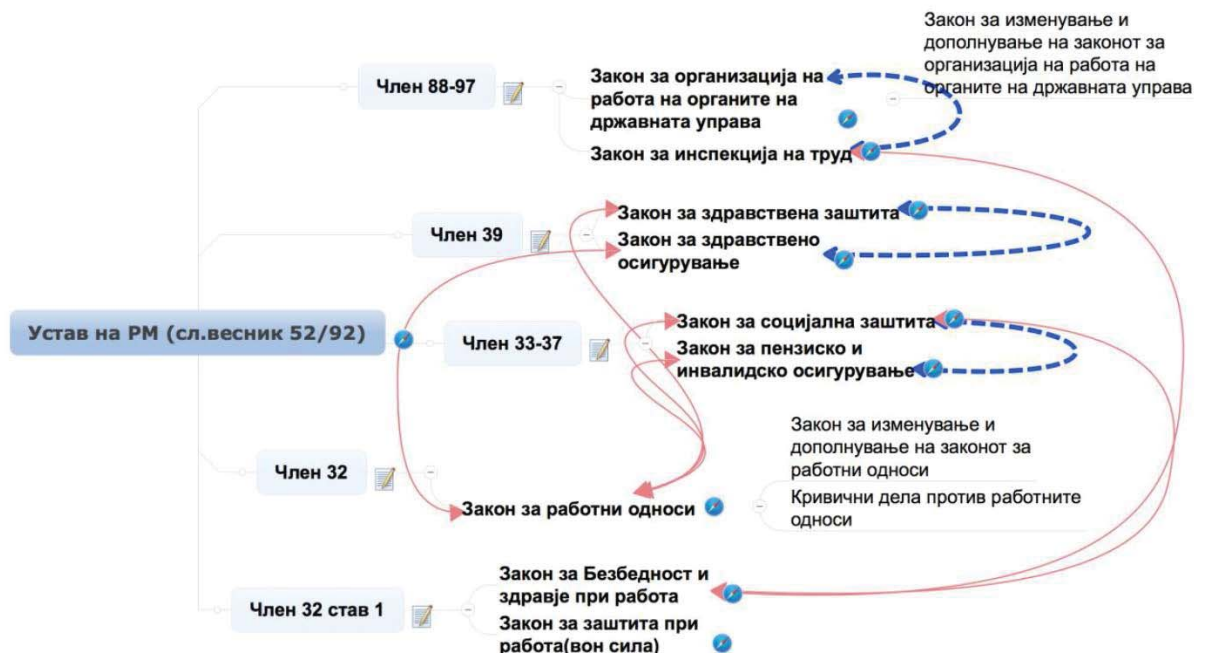 Закон за изменување и
дополнување на законот за
организација на работа на
органите на државната управа
Член 88-97
Закон за организација на
работа на органите на
државната управа
Закон за инспекција на труд
Член 39
Закон за здравствена заштита
Закон за здравствено
осигурување
Устав на РМ (сл.весник 52/92)
Член 33-37
Закон за социјална заштита
Закон за пензиско и
инвалидско осигурување
Член 32
Закон за работни односи
Закон за изменување и
дополнување на законот за
работни односи
Кривични дела против работните
односи
Член 32 став 1
Закон за Безбедност и
здравје при работа
Закон за заштита при
работа(вон сила)